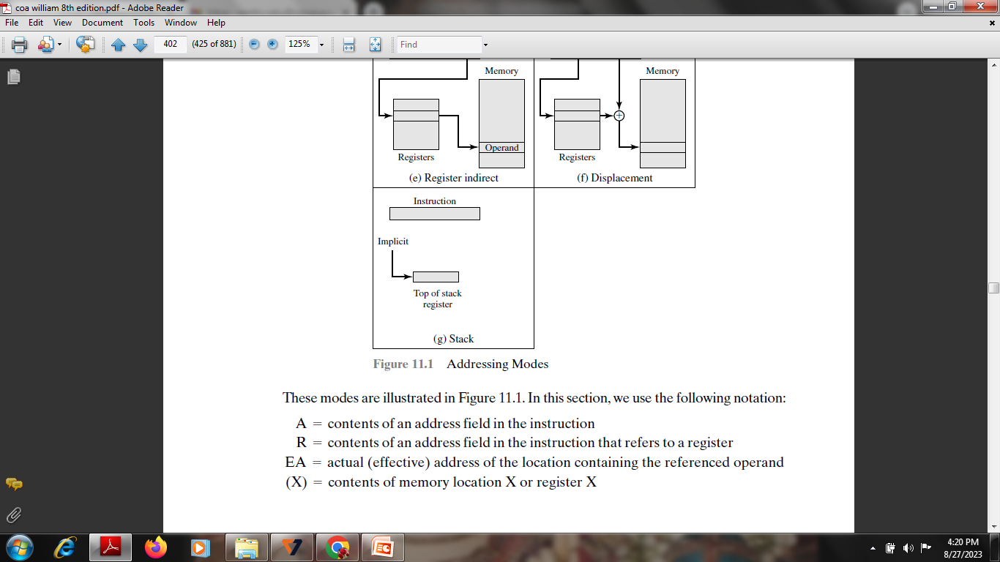 coa william 8th edition.pdf - Adobe Reader
File Edit View Document Tools Window Help
402 (425 of 881) 125% Find
Memory
Operand
Registers
(e) Register indirect
Memory
Registers
(f) Displacement
Instruction
Implicit
Top of stack
register
(g) Stack
Figure 11.1 Addressing Modes
These modes are illustrated in Figure 11.1. In this section, we use the following notation:
A = contents of an address field in the instruction
R = contents of an address field in the instruction that refers to a register
EA = actual (effective) address of the location containing the referenced operand
(X) = contents of memory location X or register X
4:20 PM
8/27/2023